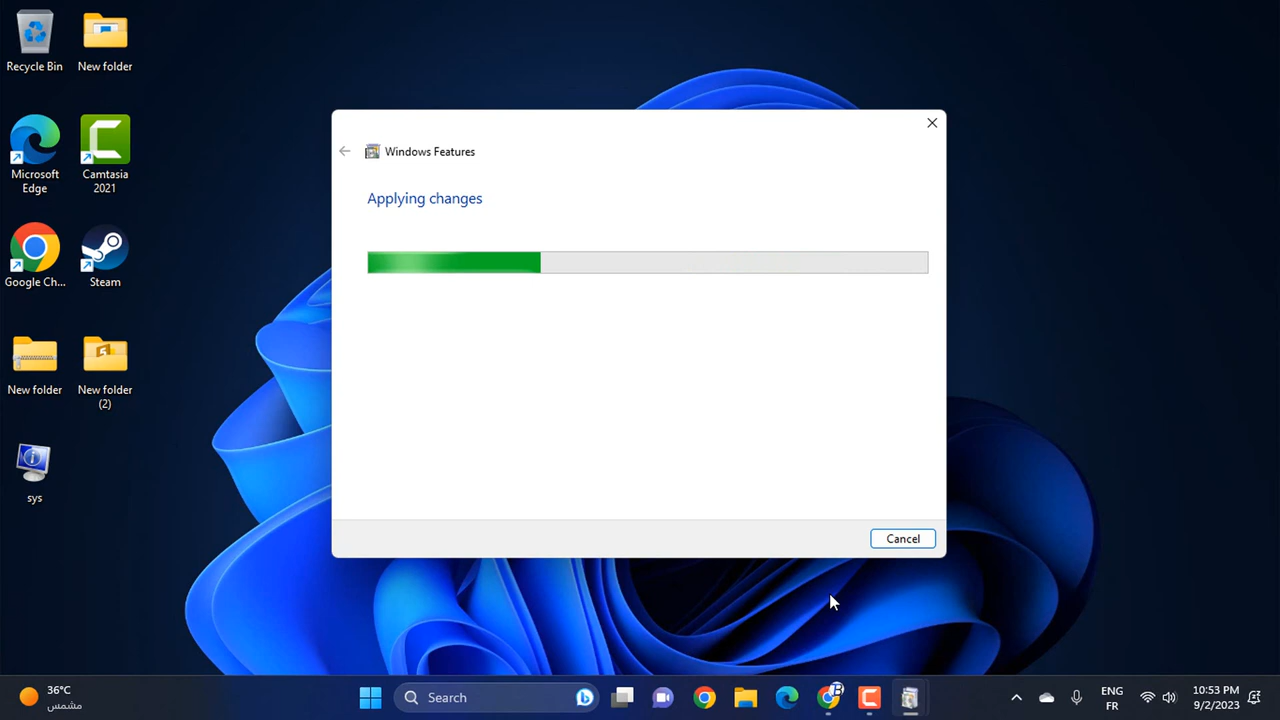 Recycle Bin
New folder
Microsoft
Edge
Camtasia
2021
Google Ch...
Steam
New folder
New folder
(2)
sys
Windows Features
Applying changes
Cancel
36°C
مشمس
Search
ENG
FR
10:53 PM
9/2/2023